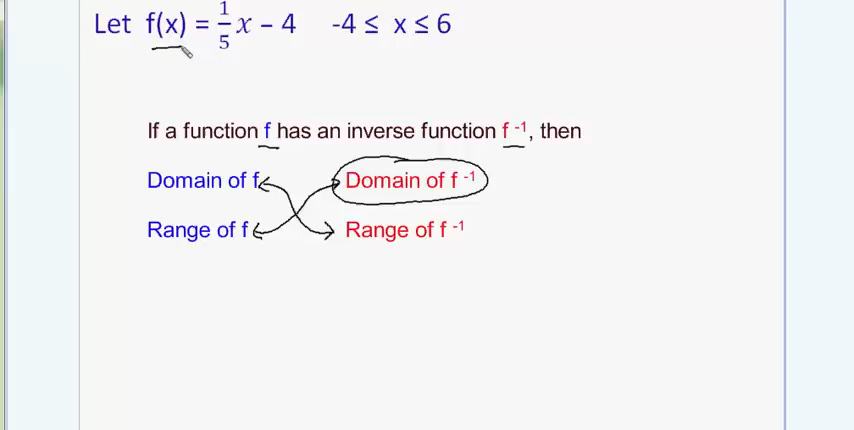 Let f(x) = 1/5 x – 4 -4 ≤ x ≤ 6
If a function f has an inverse function f -1, then
Domain of f Domain of f -1
Range of f Range of f -1